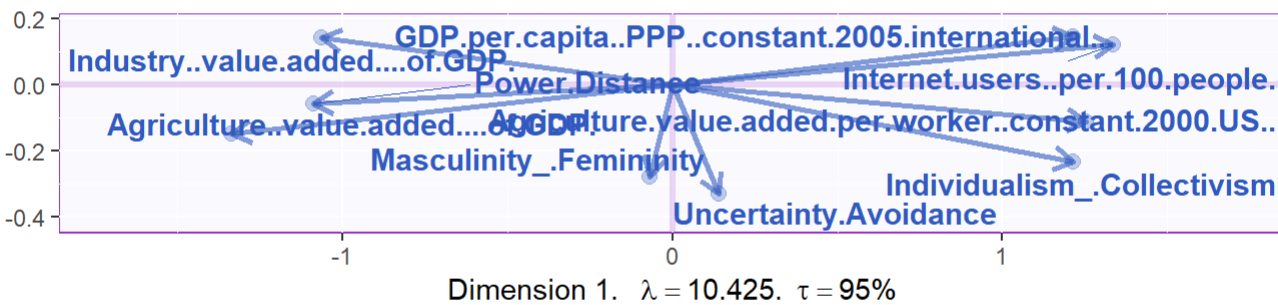 0.2
GDP.per.capita..PPP..constant.2005.international.
Industry..value.added....of.GDP.
0.0
Power.Distance
Internet.users..per.100.people.
Agriculture..value.added....of.GDP.
Agriculture.value.added.per.worker..constant.2000.US..
-0.2
Masculinity_.Femininity
Individualism_.Collectivism
-0.4
Uncertainty.Avoidance
-1 0 1
Dimension 1. λ = 10.425. τ = 95%